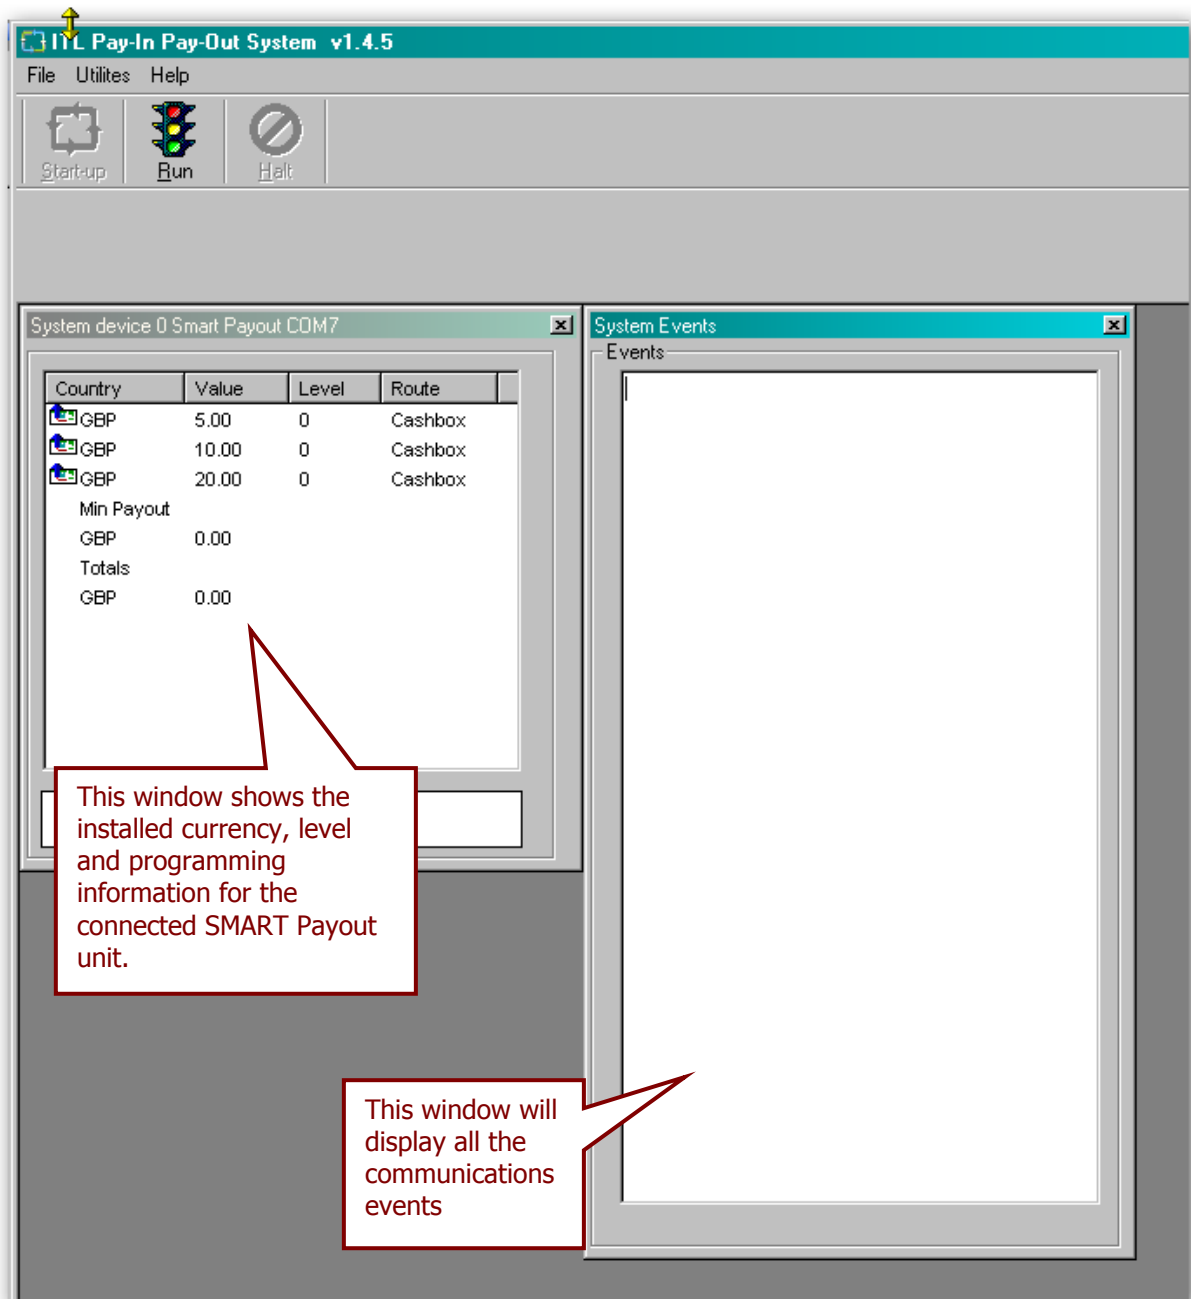 ITL Pay-In Pay-Out System v1.4.5
File Utilites Help
Start-up Run Halt
System device 0 Smart Payout COM7
Country Value Level Route
GBP 5.00 0 Cashbox
GBP 10.00 0 Cashbox
GBP 20.00 0 Cashbox
Min Payout
GBP 0.00
Totals
GBP 0.00
This window shows the
installed currency, level
and programming
information for the
connected SMART Payout
unit.
System Events
Events
This window will
display all the
communications
events